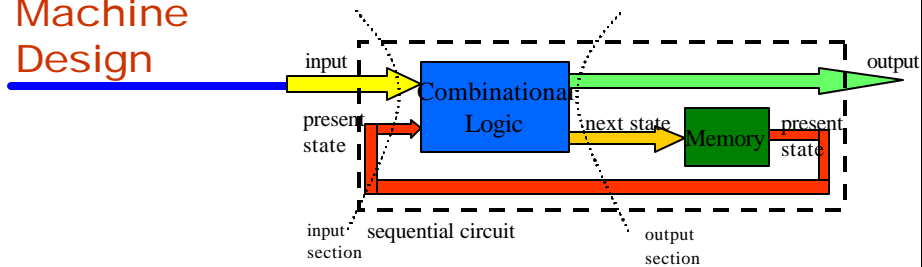 Machine
Design
input
output
Combinational
Logic
present
state
next state
Memory
present
state
input
section
sequential circuit
output
section